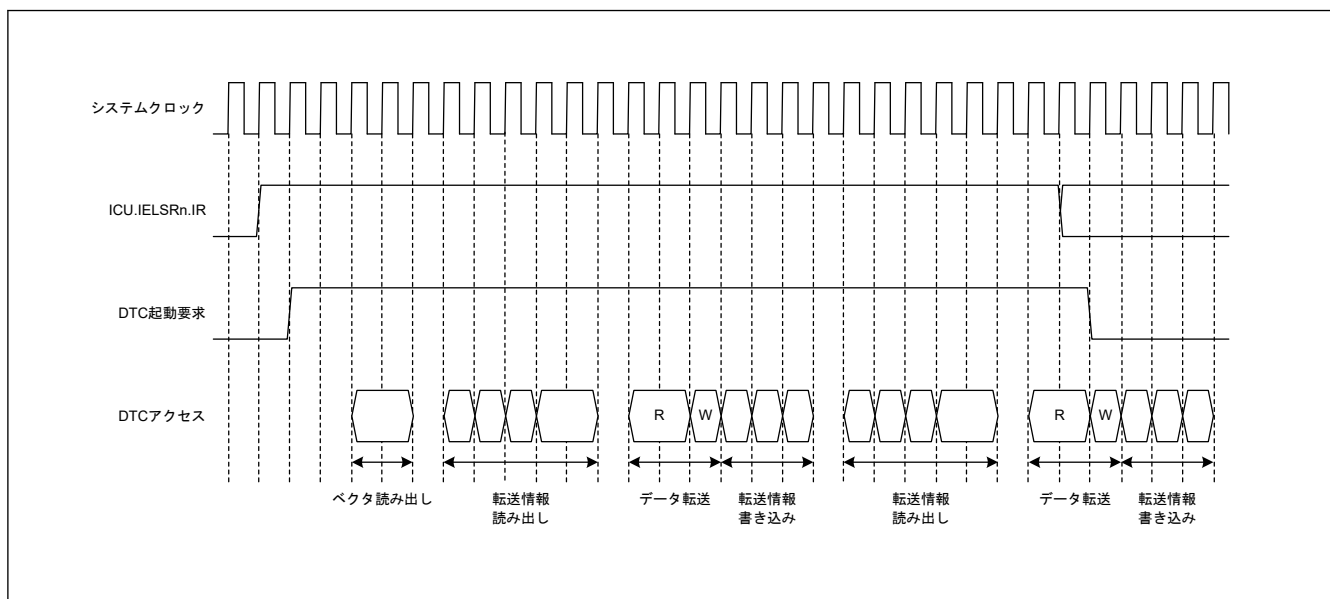 システムクロック
ICU.IELSRn.IR
DTC起動要求
DTCアクセス
R
W
R
W
ベクタ読み出し
転送情報
読み出し
データ転送
転送情報
書き込み
転送情報
読み出し
データ転送
転送情報
書き込み